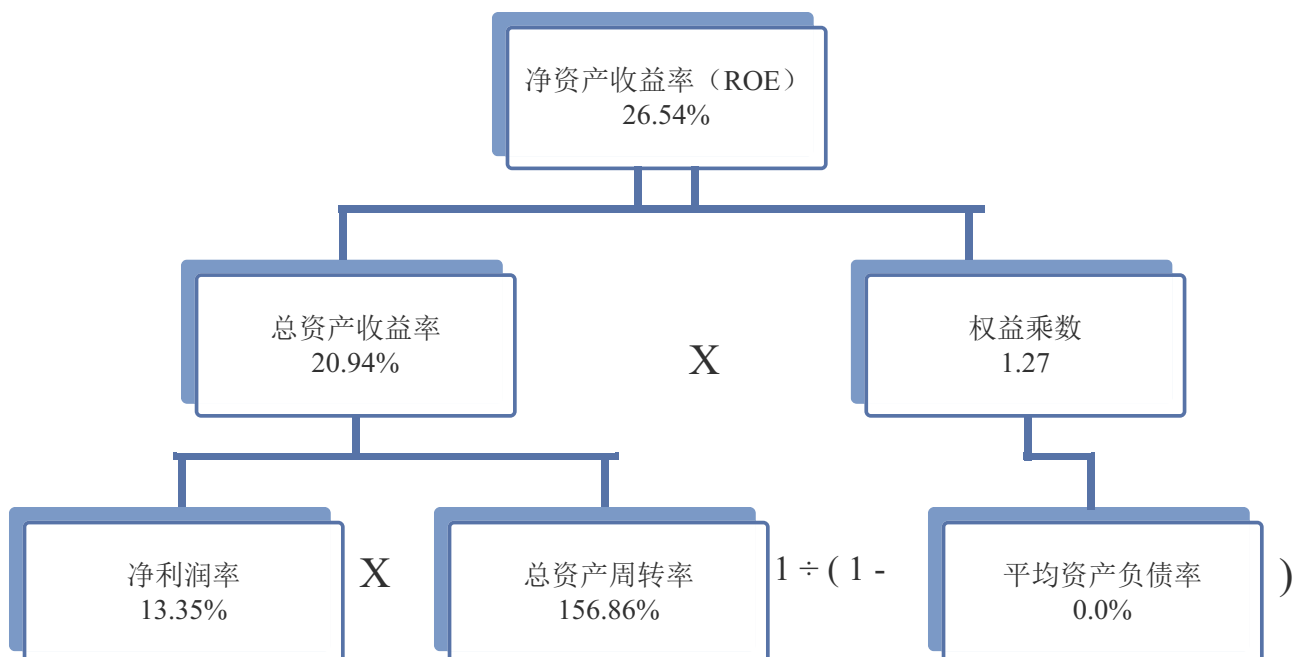 净资产收益率（ROE）
26.54%
总资产收益率
20.94%
X
权益乘数
1.27
净利润率
13.35%
X
总资产周转率
156.86%
1 ÷ ( 1 -
平均资产负债率
0.0%
)